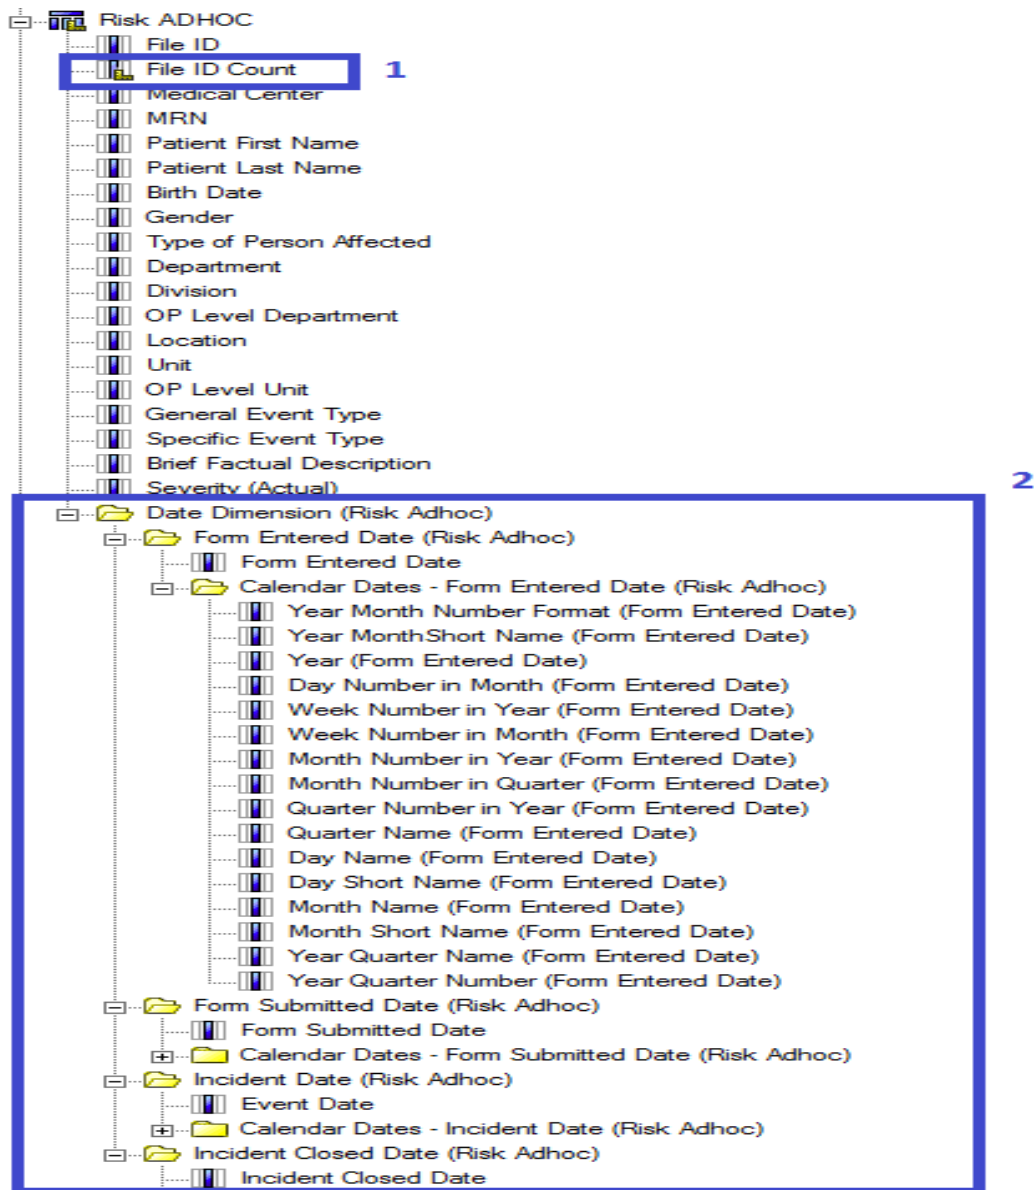 Risk ADHOC
File ID
File ID Count 1
Medical Center
MRN
Patient First Name
Patient Last Name
Birth Date
Gender
Type of Person Affected
Department
Division
OP Level Department
Location
Unit
OP Level Unit
General Event Type
Specific Event Type
Brief Factual Description
Severity (Actual)
2
Date Dimension (Risk Adhoc)
Form Entered Date (Risk Adhoc)
Form Entered Date
Calendar Dates - Form Entered Date (Risk Adhoc)
Year Month Number Format (Form Entered Date)
Year MonthShort Name (Form Entered Date)
Year (Form Entered Date)
Day Number in Month (Form Entered Date)
Week Number in Year (Form Entered Date)
Week Number in Month (Form Entered Date)
Month Number in Year (Form Entered Date)
Month Number in Quarter (Form Entered Date)
Quarter Number in Year (Form Entered Date)
Quarter Name (Form Entered Date)
Day Name (Form Entered Date)
Day Short Name (Form Entered Date)
Month Name (Form Entered Date)
Month Short Name (Form Entered Date)
Year Quarter Name (Form Entered Date)
Year Quarter Number (Form Entered Date)
Form Submitted Date (Risk Adhoc)
Form Submitted Date
Calendar Dates - Form Submitted Date (Risk Adhoc)
Incident Date (Risk Adhoc)
Event Date
Calendar Dates - Incident Date (Risk Adhoc)
Incident Closed Date (Risk Adhoc)
Incident Closed Date